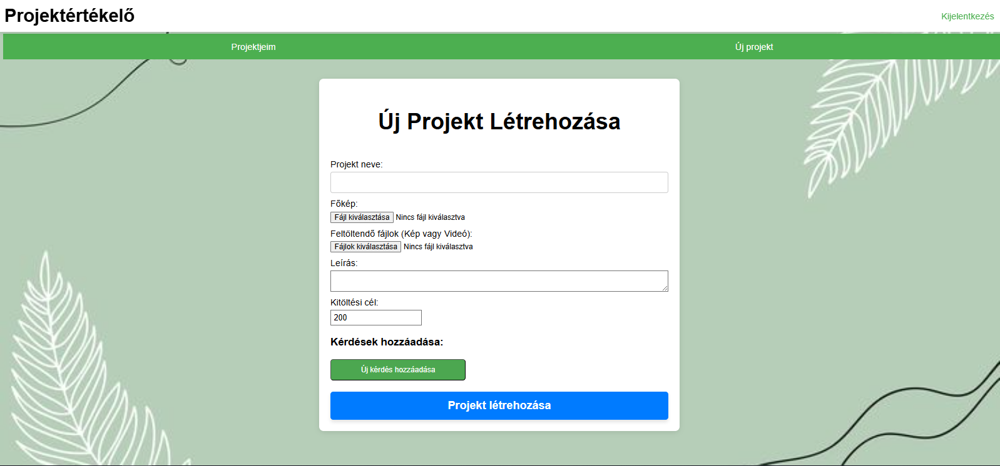 Projektértékelő
Kijelentkezés
Projektjeim
Új projekt
Új Projekt Létrehozása
Projekt neve:
Főkép:
Fájl kiválasztása Nincs fájl kiválasztva
Feltöltendő fájlok (Kép vagy Videó):
Fájlok kiválasztása Nincs fájl kiválasztva
Leírás:
Kitöltési cél:
200
Kérdések hozzáadása:
Új kérdés hozzáadása
Projekt létrehozása